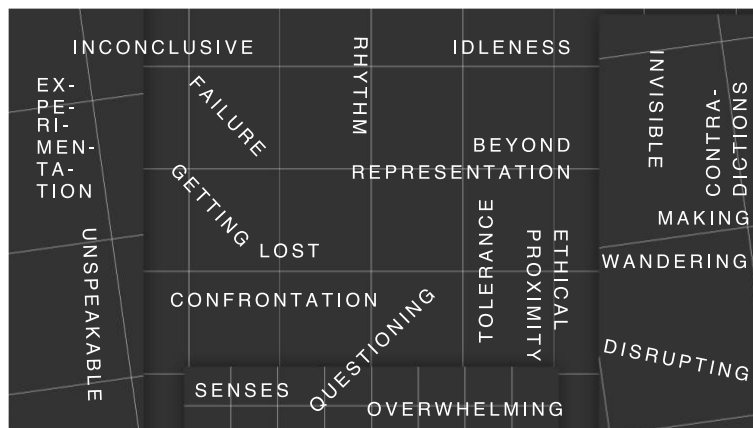 INCONCLUSIVE
IDLENESS
EX-
PE-
RI-
MEN-
TA-
TION
FAILURE
RHYTHM
INVISIBLE
CONTRA-
DICTIONS
BEYOND
REPRESENTATION
GETTING
LOST
TOLERANCE
ETHICAL
PROXIMITY
MAKING
WANDERING
UNSPEAKABLE
CONFRONTATION
QUESTIONING
DISRUPTING
SENSES
OVERWHELMING